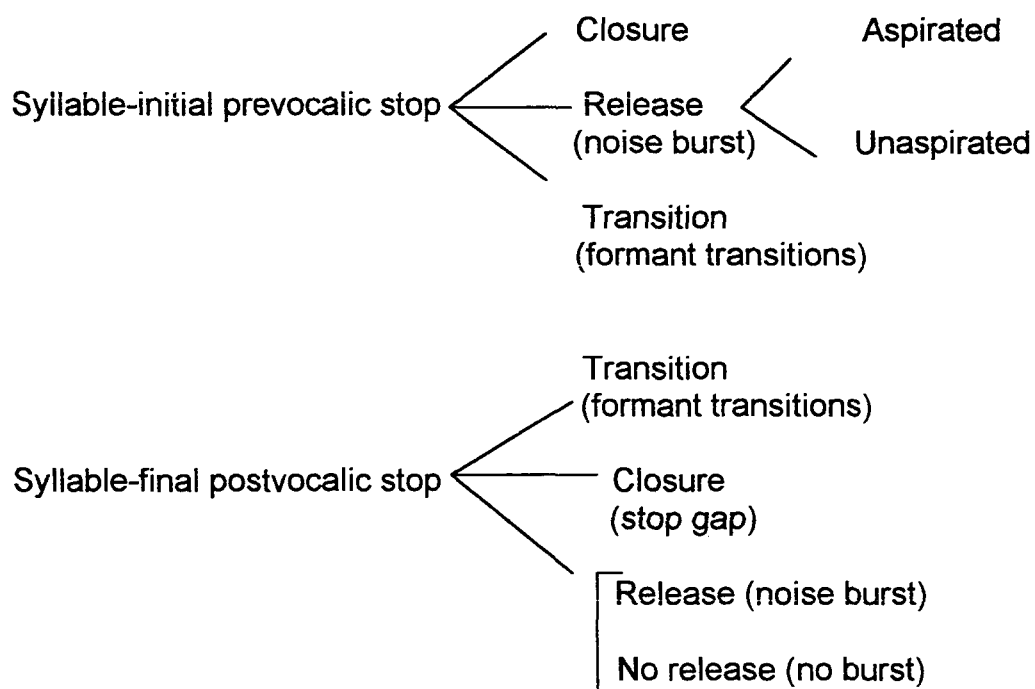 Closure
Aspirated
Syllable-initial prevocalic stop
Release
(noise burst)
Unaspirated
Transition
(formant transitions)
Transition
(formant transitions)
Syllable-final postvocalic stop
Closure
(stop gap)
Release (noise burst)
No release (no burst)